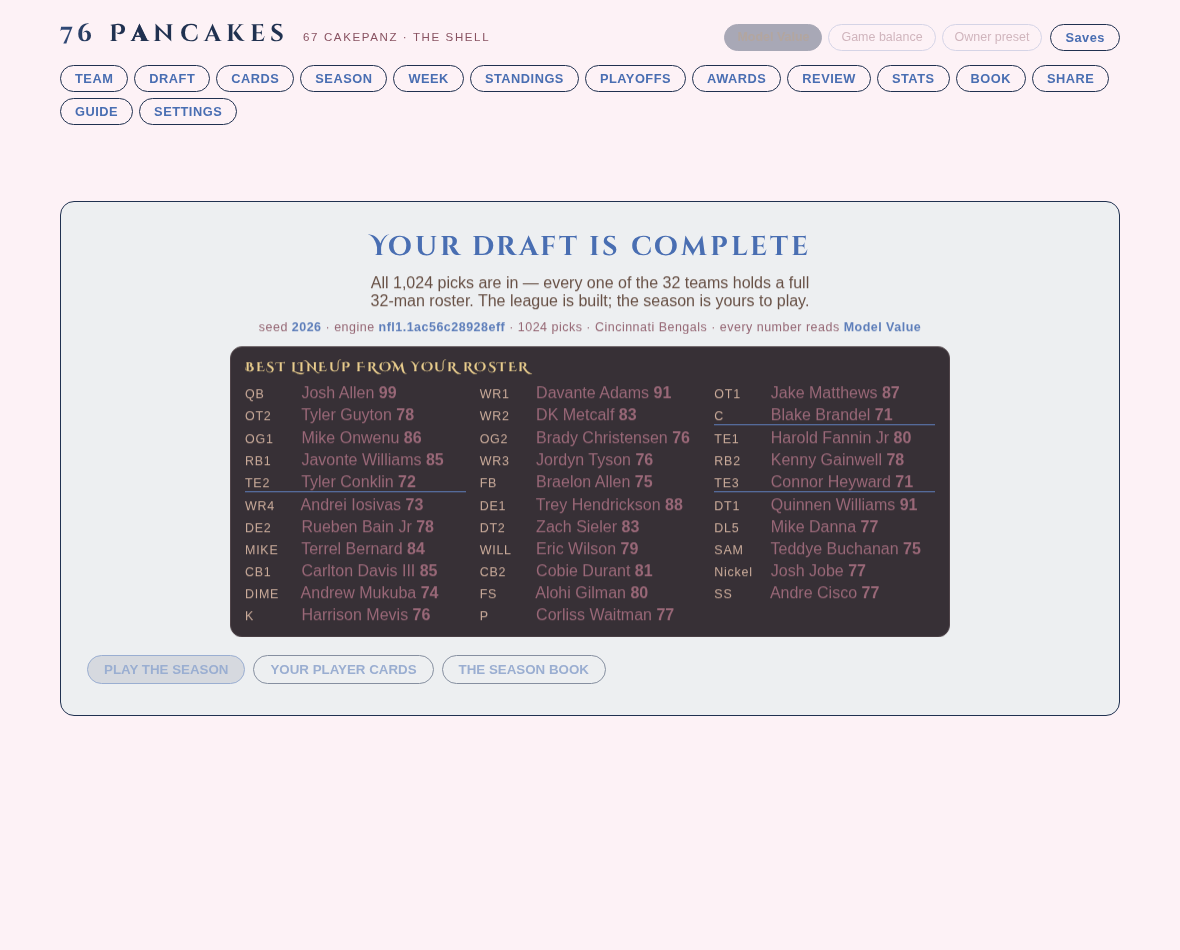 76 PANCAKES 67 CAKEPANZ · THE SHELL
Game balance Owner preset Saves
TEAM DRAFT CARDS SEASON WEEK STANDINGS PLAYOFFS AWARDS REVIEW STATS BOOK SHARE
GUIDE SETTINGS
YOUR DRAFT IS COMPLETE
All 1,024 picks are in — every one of the 32 teams holds a full
32-man roster. The league is built; the season is yours to play.
seed 2026 · engine nfl1.1ac56c28928eff · 1024 picks · Cincinnati Bengals · every number reads Model Value
BEST LINEUP FROM YOUR ROSTER
QB Josh Allen 99 WR1 Davante Adams 91 OT1 Jake Matthews 87
OT2 Tyler Guyton 78 WR2 DK Metcalf 83 C Blake Brandel 71
OG1 Mike Onwenu 86 OG2 Brady Christensen 76 TE1 Harold Fannin Jr 80
RB1 Javonte Williams 85 WR3 Jordyn Tyson 76 RB2 Kenny Gainwell 78
TE2 Tyler Conklin 72 FB Braelon Allen 75 TE3 Connor Heyward 71
WR4 Andrei Iosivas 73 DE1 Trey Hendrickson 88 DT1 Quinnen Williams 91
DE2 Rueben Bain Jr 78 DT2 Zach Sieler 83 DL5 Mike Danna 77
MIKE Terrel Bernard 84 WILL Eric Wilson 79 SAM Teddye Buchanan 75
CB1 Carlton Davis III 85 CB2 Cobie Durant 81 Nickel Josh Jobe 77
DIME Andrew Mukuba 74 FS Alohi Gilman 80 SS Andre Cisco 77
K Harrison Mevis 76 P Corliss Waitman 77
PLAY THE SEASON YOUR PLAYER CARDS THE SEASON BOOK